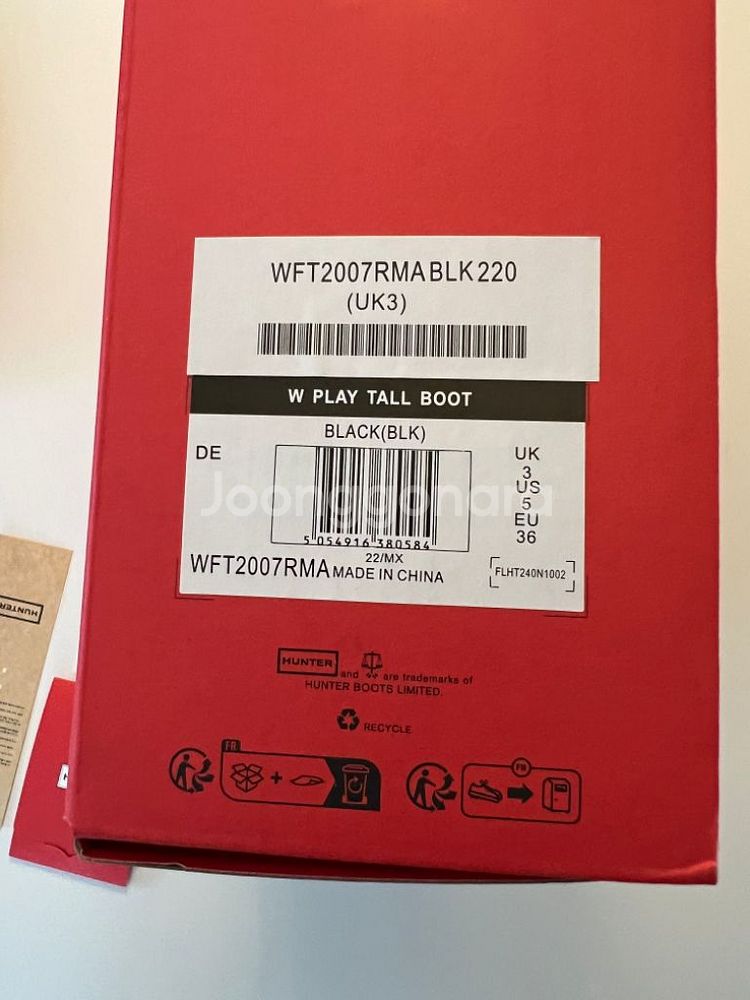 WFT2007RMABLK220
(UK3)
W PLAY TALL BOOT
BLACK(BLK)
DE
UK
3
US
5
EU
36
Joonggonara
5 054916 380584
22/MX
WFT2007RMA MADE IN CHINA
FLHT240N1002
HUNTER and are trademarks of
HUNTER BOOTS LIMITED.
RECYCLE
FR
FR
HUNTER